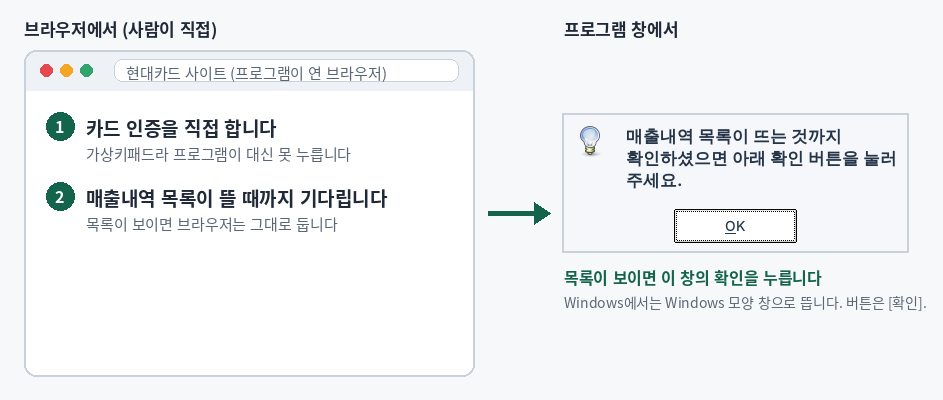 브라우저에서 (사람이 직접)
현대카드 사이트 (프로그램이 연 브라우저)
1 카드 인증을 직접 합니다
가상키패드라 프로그램이 대신 못 누릅니다
2 매출내역 목록이 뜰 때까지 기다립니다
목록이 보이면 브라우저는 그대로 둡니다
프로그램 창에서
매출내역 목록이 뜨는 것까지
확인하셨으면 아래 확인 버튼을 눌러
주세요.
OK
목록이 보이면 이 창의 확인을 누릅니다
Windows에서는 Windows 모양 창으로 뜹니다. 버튼은 [확인].